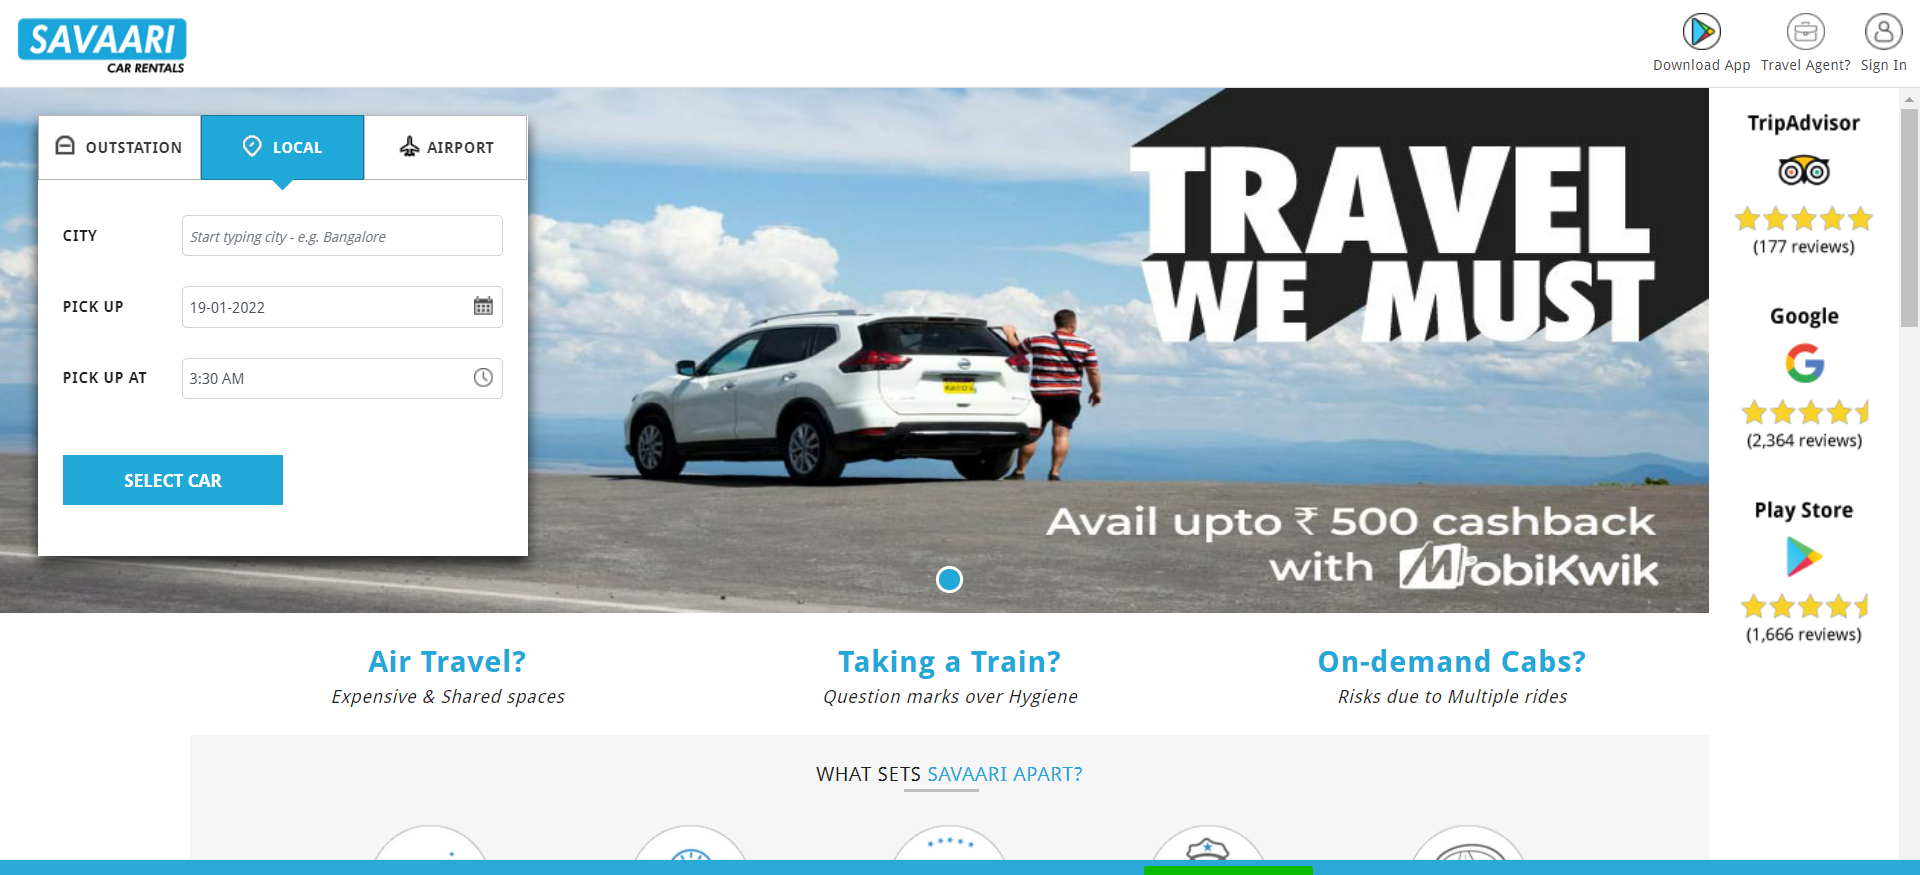 SAVAARI
CAR RENTALS
Download App
Travel Agent?
Sign In
OUTSTATION
LOCAL
AIRPORT
CITY
Start typing city - e.g. Bangalore
PICK UP
19-01-2022
PICK UP AT
3:30 AM
SELECT CAR
TRAVEL
WE MUST
Avail upto ₹ 500 cashback
with MobiKwik
TripAdvisor
(177 reviews)
Google
G
(2,364 reviews)
Play Store
(1,666 reviews)
Air Travel?
Expensive & Shared spaces
Taking a Train?
Question marks over Hygiene
On-demand Cabs?
Risks due to Multiple rides
WHAT SETS SAVAARI APART?